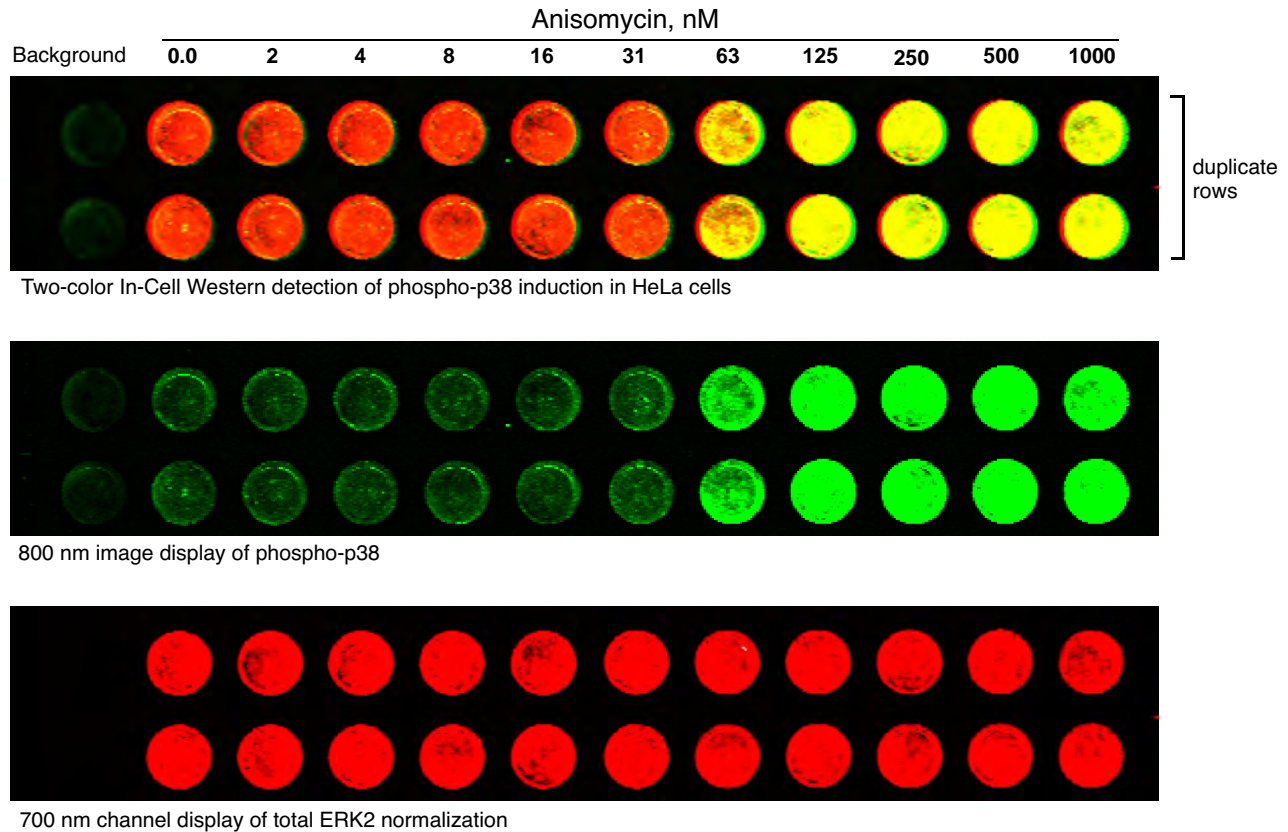 Anisomycin, nM
Background 0.0 2 4 8 16 31 63 125 250 500 1000
duplicate
rows
Two-color In-Cell Western detection of phospho-p38 induction in HeLa cells
800 nm image display of phospho-p38
700 nm channel display of total ERK2 normalization